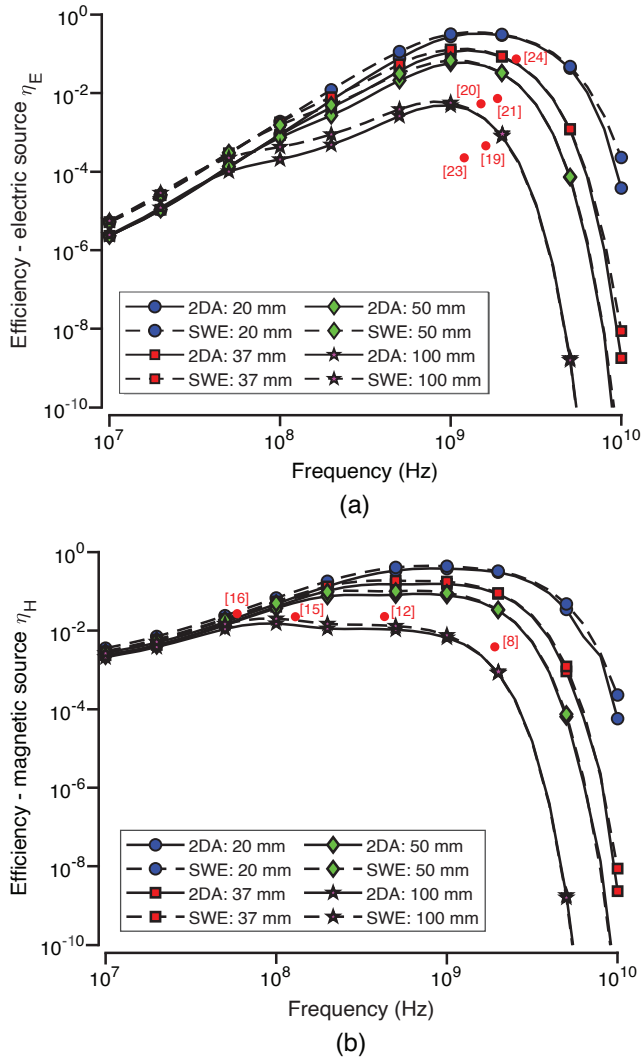 10^0
10^-2
10^-4
10^-6
10^-8
10^-10
Efficiency - electric source η_E
[24]
[20]
[21]
[19]
[23]
2DA: 20 mm
SWE: 20 mm
2DA: 37 mm
SWE: 37 mm
2DA: 50 mm
SWE: 50 mm
2DA: 100 mm
SWE: 100 mm
10^7 10^8 10^9 10^10
Frequency (Hz)
(a)
10^0
10^-2
10^-4
10^-6
10^-8
10^-10
Efficiency - magnetic source η_H
[16]
[15]
[12]
[8]
2DA: 20 mm
SWE: 20 mm
2DA: 37 mm
SWE: 37 mm
2DA: 50 mm
SWE: 50 mm
2DA: 100 mm
SWE: 100 mm
10^7 10^8 10^9 10^10
Frequency (Hz)
(b)